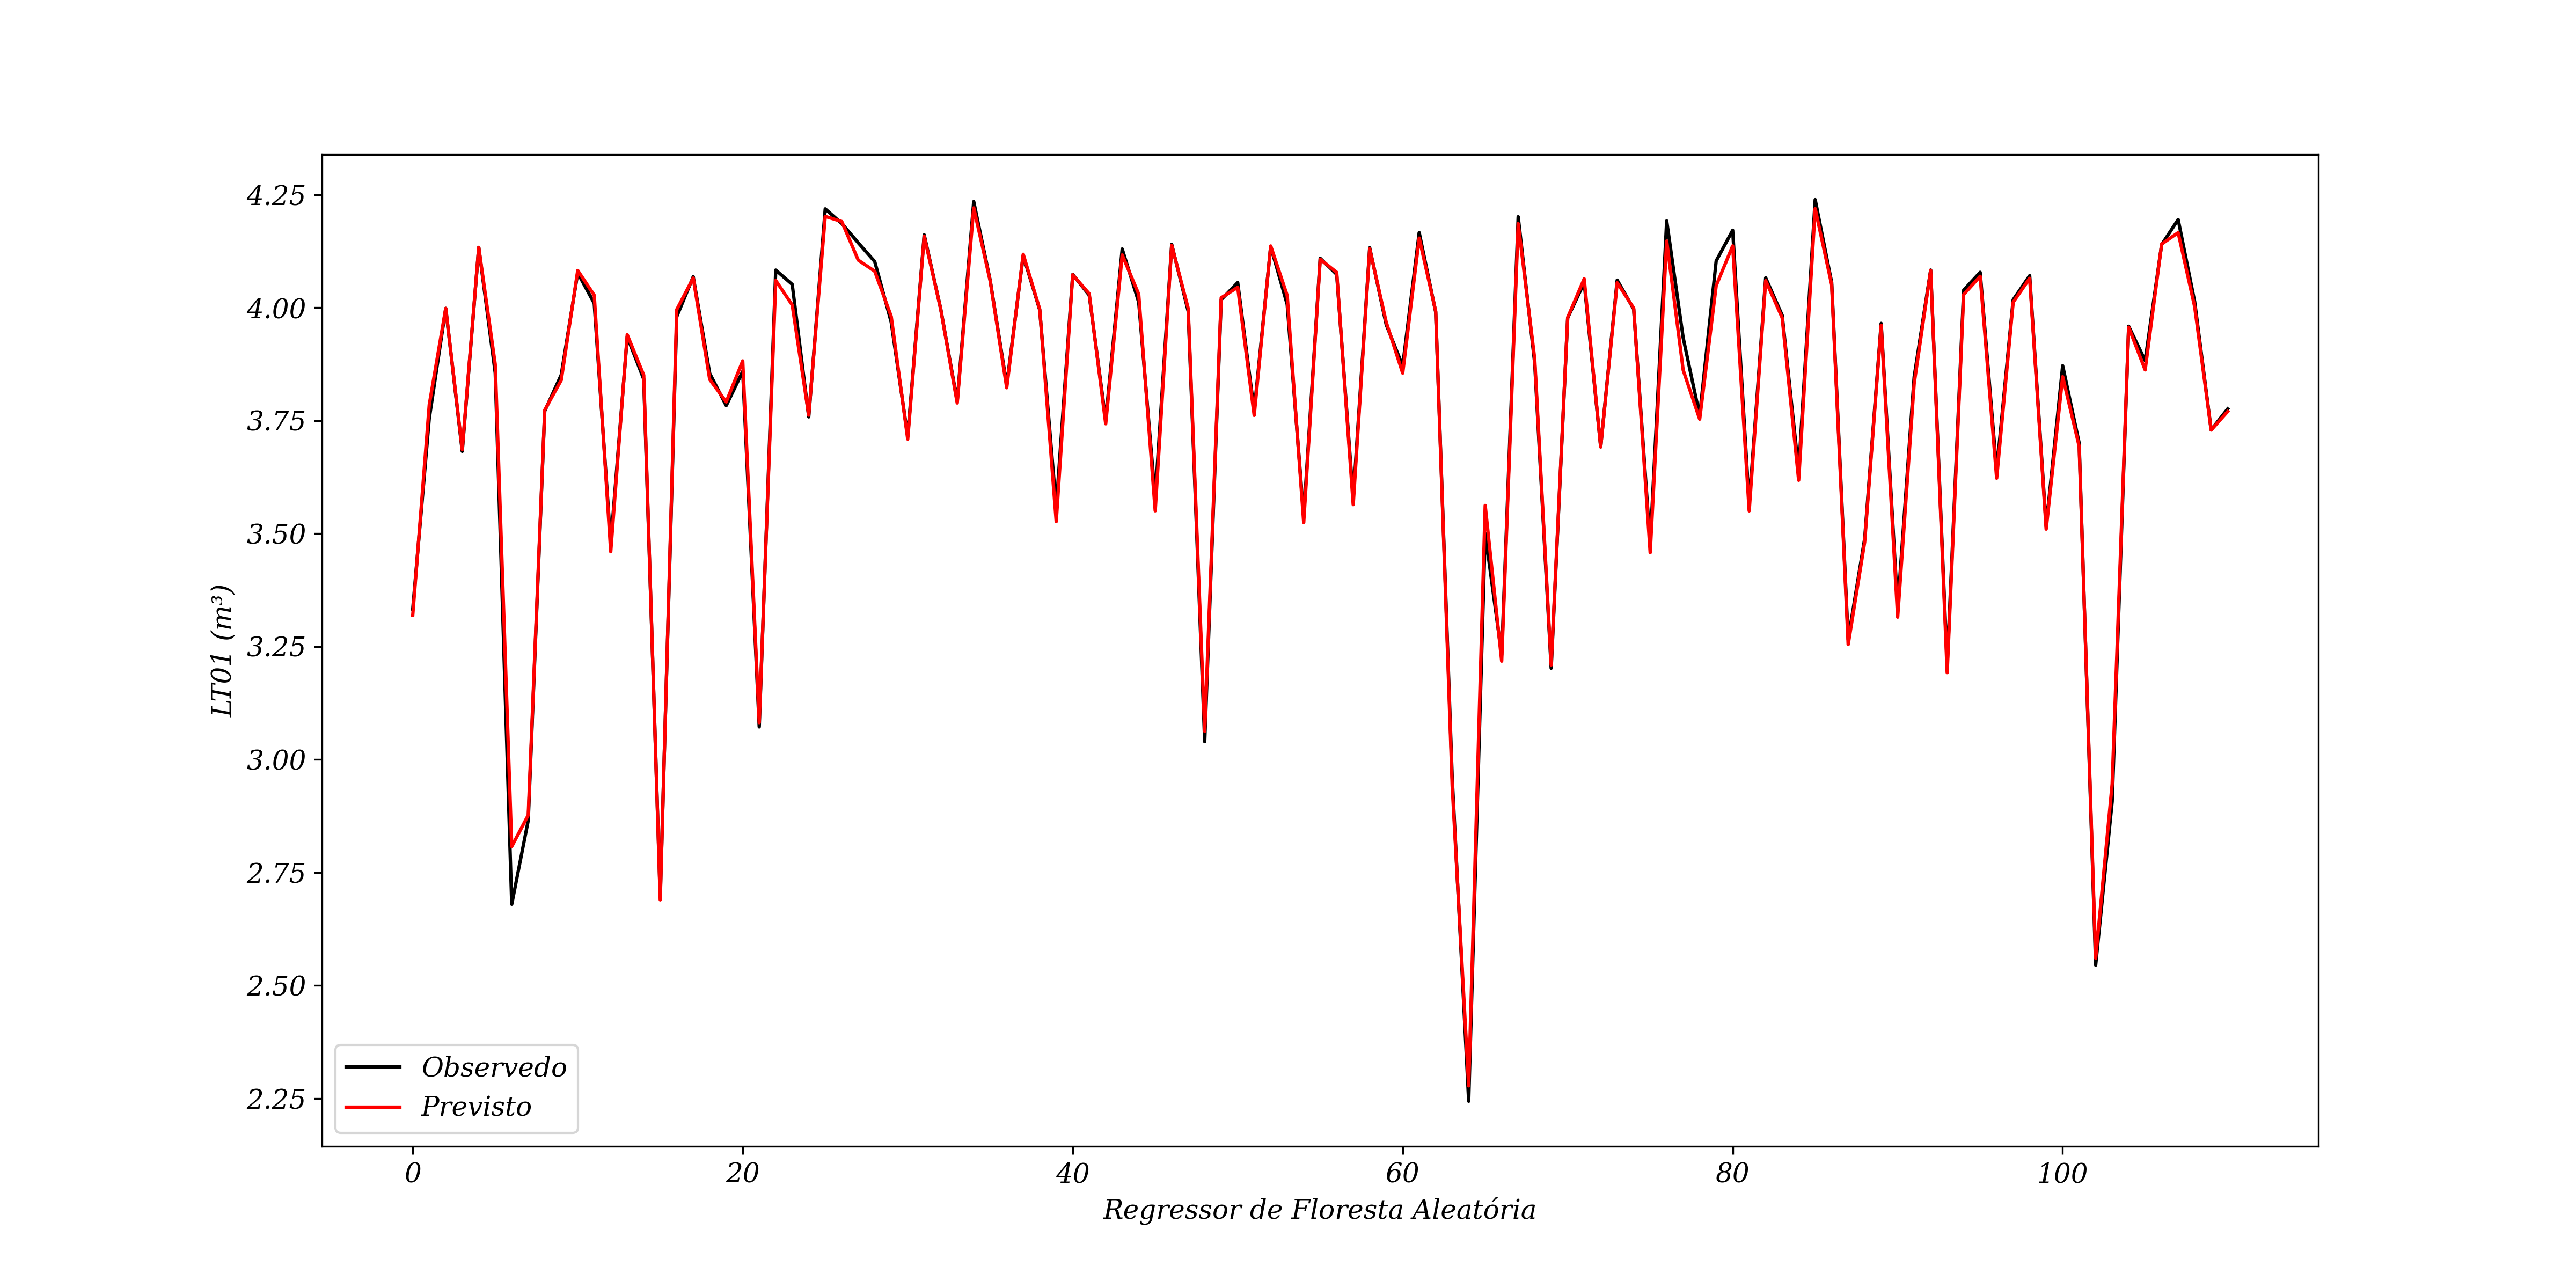 4.25
4.00
3.75
3.50
3.25
3.00
2.75
2.50
2.25
LT01 (m³)
Observedo
Previsto
0 20 40 60 80 100
Regressor de Floresta Aleatória